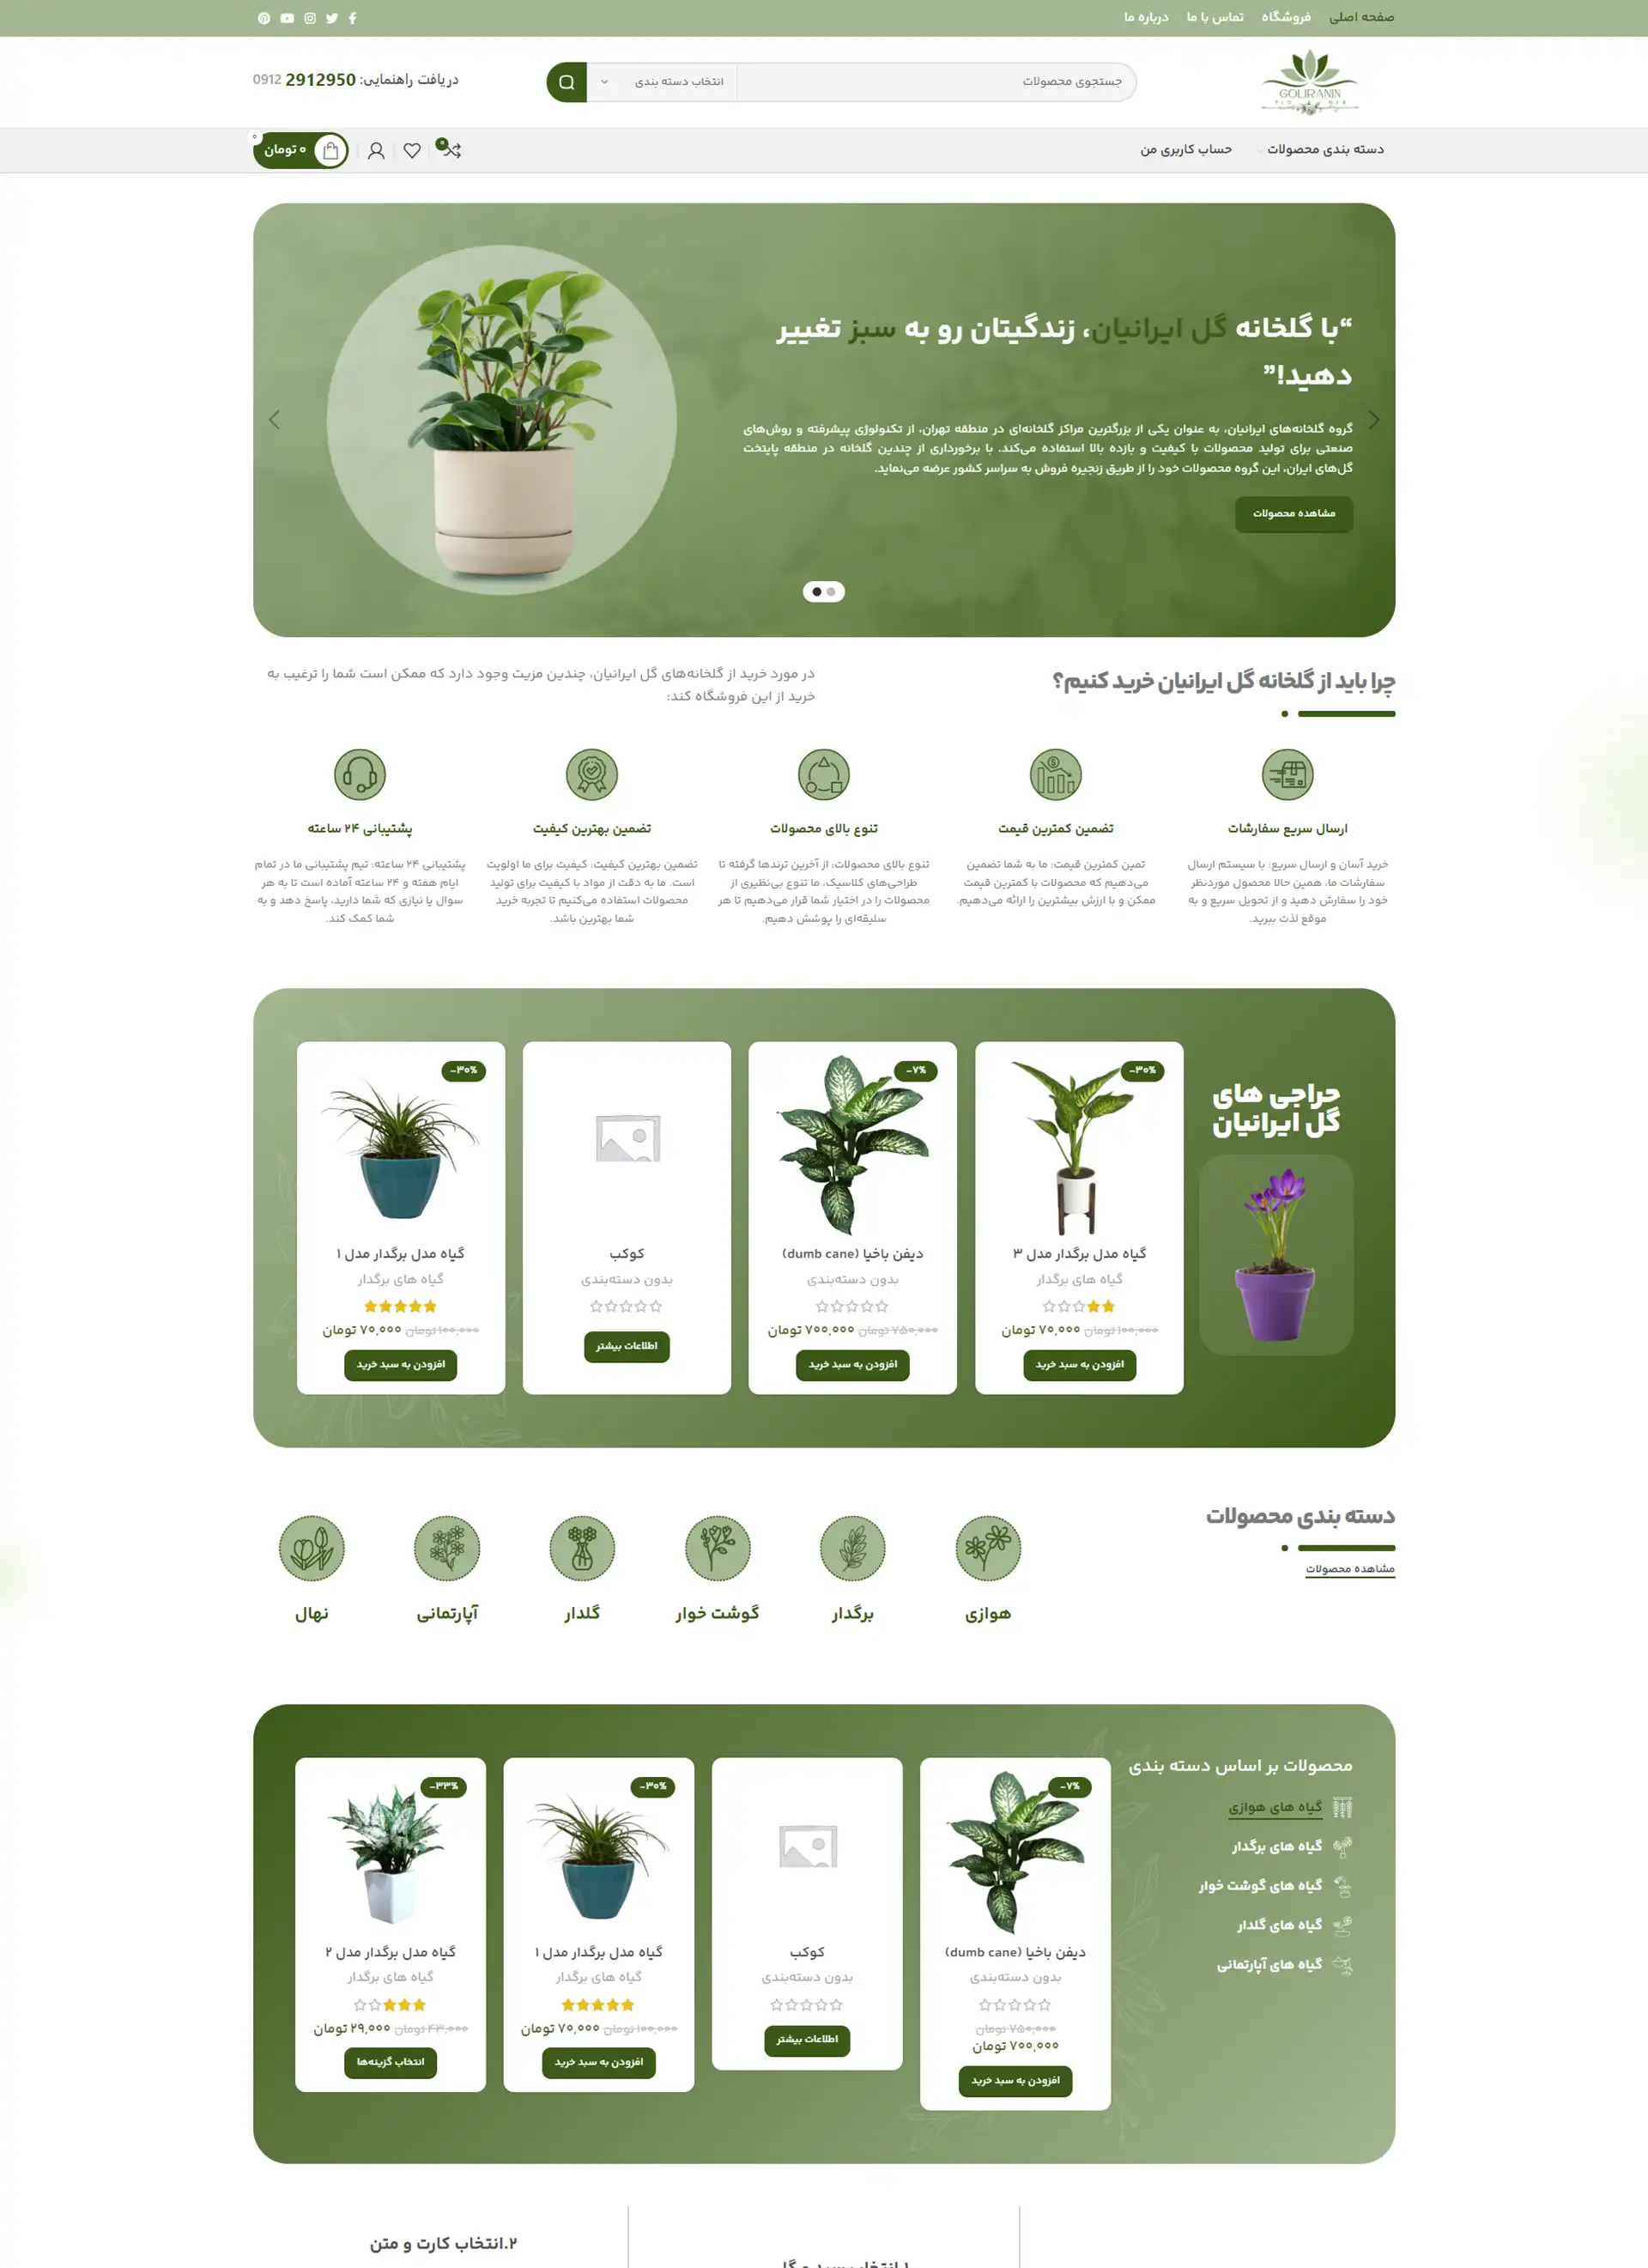 صفحه اصلی
فروشگاه
تماس با ما
درباره ما
GOLIRANIN
جستجوی محصولات
انتخاب دسته بندی
دریافت راهنمایی: 2912950 0912
دسته بندی محصولات
حساب کاربری من
۰
۰ تومان
۰
“با گلخانه گل ایرانیان، زندگیتان رو به سبز تغییر
دهید!”
گروه گلخانه‌های ایرانیان، به عنوان یکی از بزرگترین مراکز گلخانه‌ای در منطقه تهران، از تکنولوژی پیشرفته و روش‌های
صنعتی برای تولید محصولات با کیفیت و بازده بالا استفاده می‌کند. با برخورداری از چندین گلخانه در منطقه پایتخت
گل‌های ایران، این گروه محصولات خود را از طریق زنجیره فروش به سراسر کشور عرضه می‌نماید.
مشاهده محصولات
چرا باید از گلخانه گل ایرانیان خرید کنیم؟
در مورد خرید از گلخانه‌های گل ایرانیان، چندین مزیت وجود دارد که ممکن است شما را ترغیب به
خرید از این فروشگاه کند:
ارسال سریع سفارشات
خرید آسان و ارسال سریع: با سیستم ارسال
سفارشات ما، همین حالا محصول موردنظر
خود را سفارش دهید و از تحویل سریع و به
موقع لذت ببرید.
تضمین کمترین قیمت
تمین کمترین قیمت: ما به شما تضمین
می‌دهیم که محصولات با کمترین قیمت
ممکن و با ارزش بیشترین را ارائه می‌دهیم.
تنوع بالای محصولات
تنوع بالای محصولات: از آخرین ترندها گرفته تا
طراحی‌های کلاسیک، ما تنوع بی‌نظیری از
محصولات را در اختیار شما قرار می‌دهیم تا هر
سلیقه‌ای را پوشش دهیم.
تضمین بهترین کیفیت
تضمین بهترین کیفیت: کیفیت برای ما اولویت
است. ما به دقت از مواد با کیفیت برای تولید
محصولات استفاده می‌کنیم تا تجربه خرید
شما بهترین باشد.
پشتیبانی ۲۴ ساعته
پشتیبانی ۲۴ ساعته: تیم پشتیبانی ما در تمام
ایام هفته و ۲۴ ساعته آماده است تا به هر
سوال یا نیازی که شما دارید، پاسخ دهد و به
شما کمک کند.
حراجی های
گل ایرانیان
-۳۰%
گیاه مدل برگدار مدل ۳
گیاه های برگدار
۱۰۰,۰۰۰ تومان ۷۰,۰۰۰ تومان
افزودن به سبد خرید
-۷%
دیفن باخیا (dumb cane)
بدون دسته‌بندی
۷۵۰,۰۰۰ تومان ۷۰۰,۰۰۰ تومان
افزودن به سبد خرید
کوکب
بدون دسته‌بندی
اطلاعات بیشتر
-۳۰%
گیاه مدل برگدار مدل ۱
گیاه های برگدار
۱۰۰,۰۰۰ تومان ۷۰,۰۰۰ تومان
افزودن به سبد خرید
دسته بندی محصولات
مشاهده محصولات
هوازی
برگدار
گوشت خوار
گلدار
آپارتمانی
نهال
محصولات بر اساس دسته بندی
گیاه های هوازی
گیاه های برگدار
گیاه های گوشت خوار
گیاه های گلدار
گیاه های آپارتمانی
-۷%
دیفن باخیا (dumb cane)
بدون دسته‌بندی
۷۵۰,۰۰۰ تومان
۷۰۰,۰۰۰ تومان
افزودن به سبد خرید
کوکب
بدون دسته‌بندی
اطلاعات بیشتر
-۳۰%
گیاه مدل برگدار مدل ۱
گیاه های برگدار
۱۰۰,۰۰۰ تومان ۷۰,۰۰۰ تومان
افزودن به سبد خرید
-۳۳%
گیاه مدل برگدار مدل ۲
گیاه های برگدار
۴۳,۰۰۰ تومان ۲۹,۰۰۰ تومان
انتخاب گزینه‌ها
۲.انتخاب کارت و متن